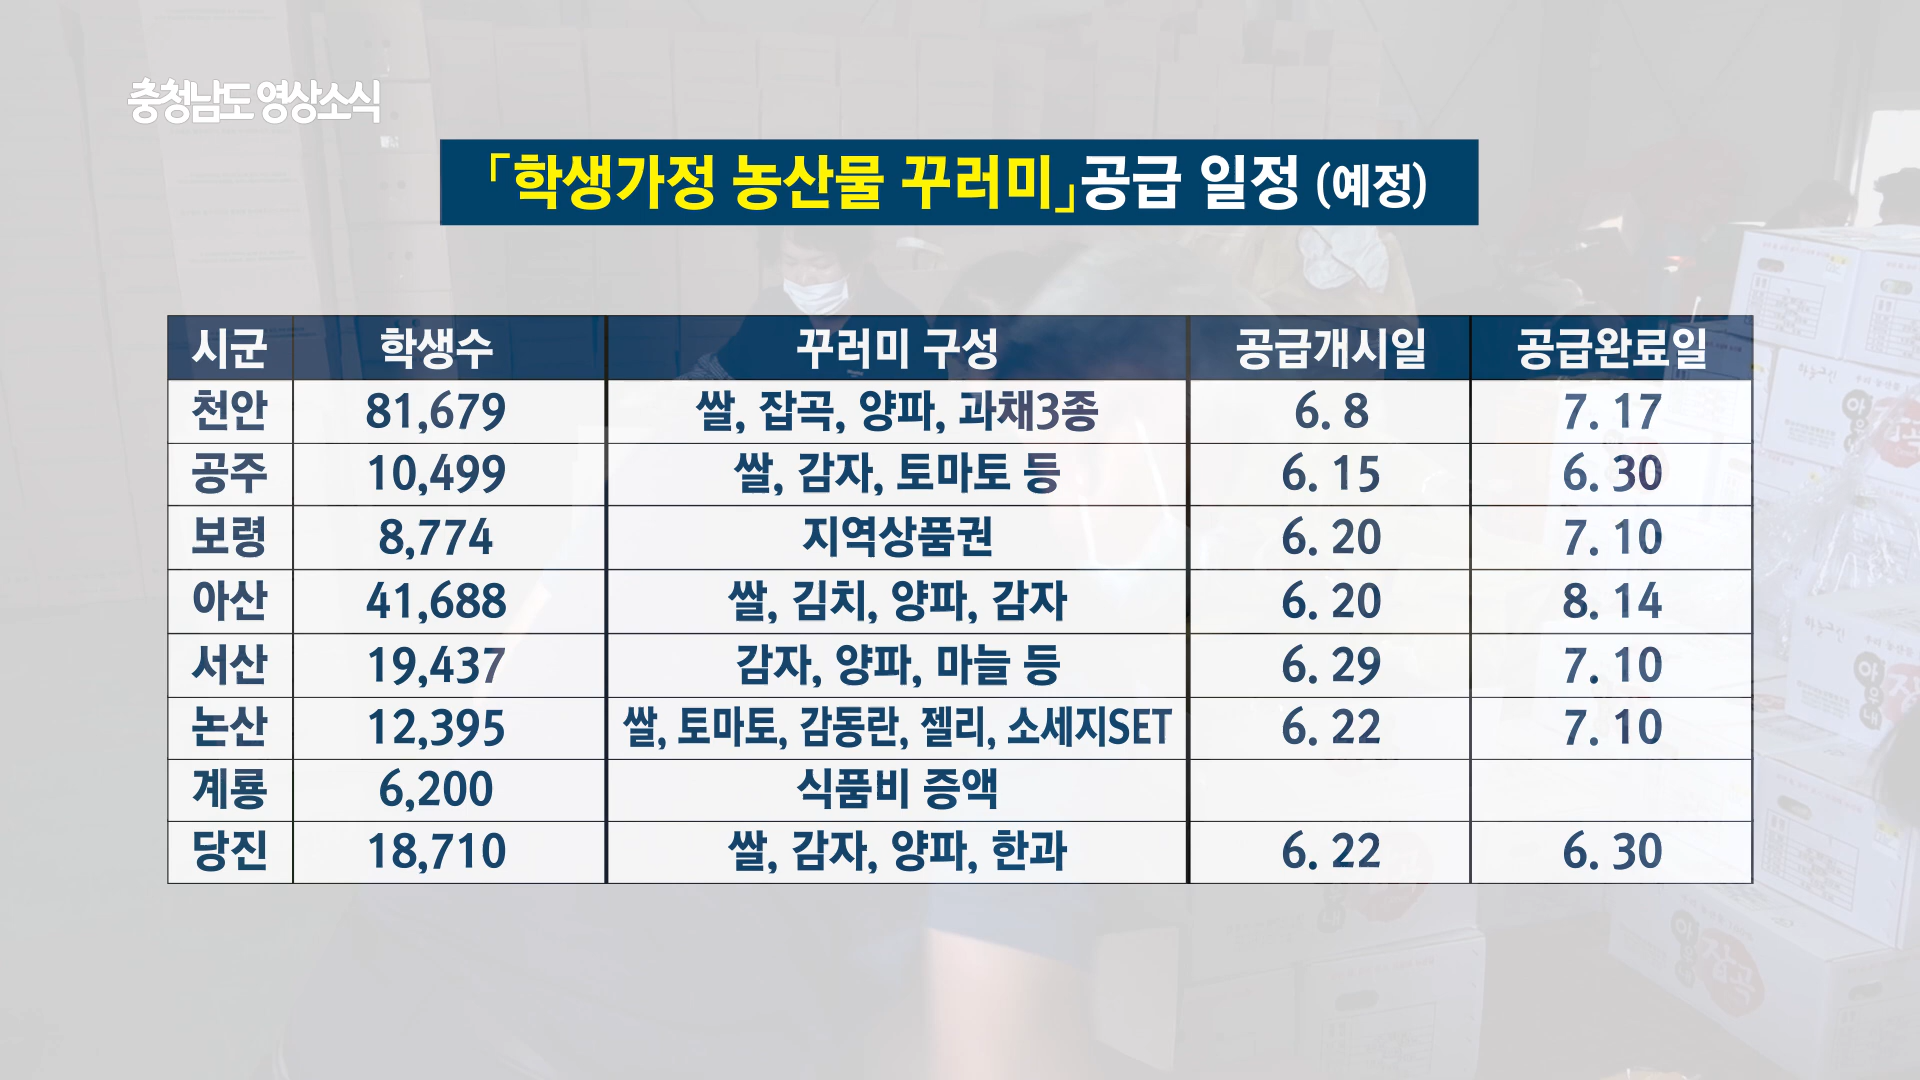 충청남도 영상소식
「학생가정 농산물 꾸러미」공급 일정 (예정)
시군 학생수 꾸러미 구성 공급개시일 공급완료일
천안 81,679 쌀, 잡곡, 양파, 과채3종 6. 8 7. 17
공주 10,499 쌀, 감자, 토마토 등 6. 15 6. 30
보령 8,774 지역상품권 6. 20 7. 10
아산 41,688 쌀, 김치, 양파, 감자 6. 20 8. 14
서산 19,437 감자, 양파, 마늘 등 6. 29 7. 10
논산 12,395 쌀, 토마토, 감동란, 젤리, 소세지SET 6. 22 7. 10
계룡 6,200 식품비 증액
당진 18,710 쌀, 감자, 양파, 한과 6. 22 6. 30